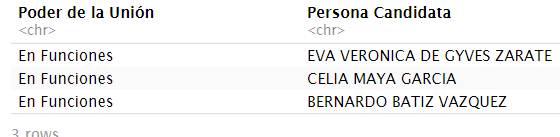 Poder de la Unión Persona Candidata
<chr> <chr>
En Funciones EVA VERONICA DE GYVES ZARATE
En Funciones CELIA MAYA GARCIA
En Funciones BERNARDO BATIZ VAZQUEZ
3 rows